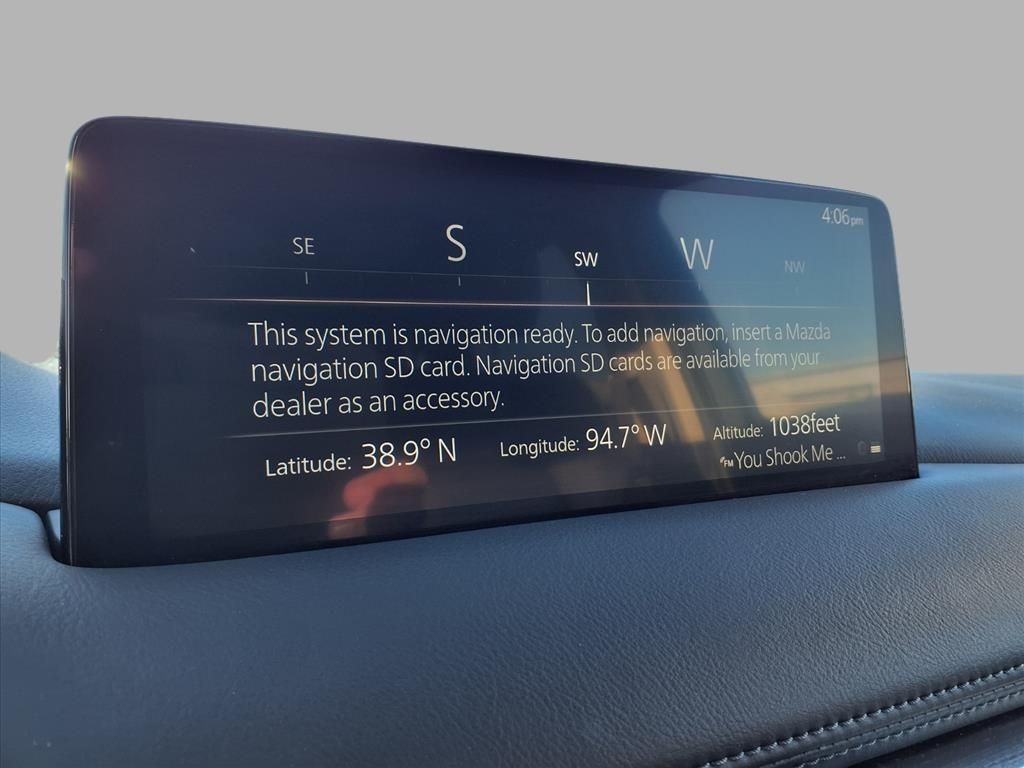 4:06pm
SE S SW W NW
This system is navigation ready. To add navigation, insert a Mazda
navigation SD card. Navigation SD cards are available from your
dealer as an accessory.
Latitude: 38.9° N Longitude: 94.7° W Altitude: 1038feet
FM You Shook Me ...